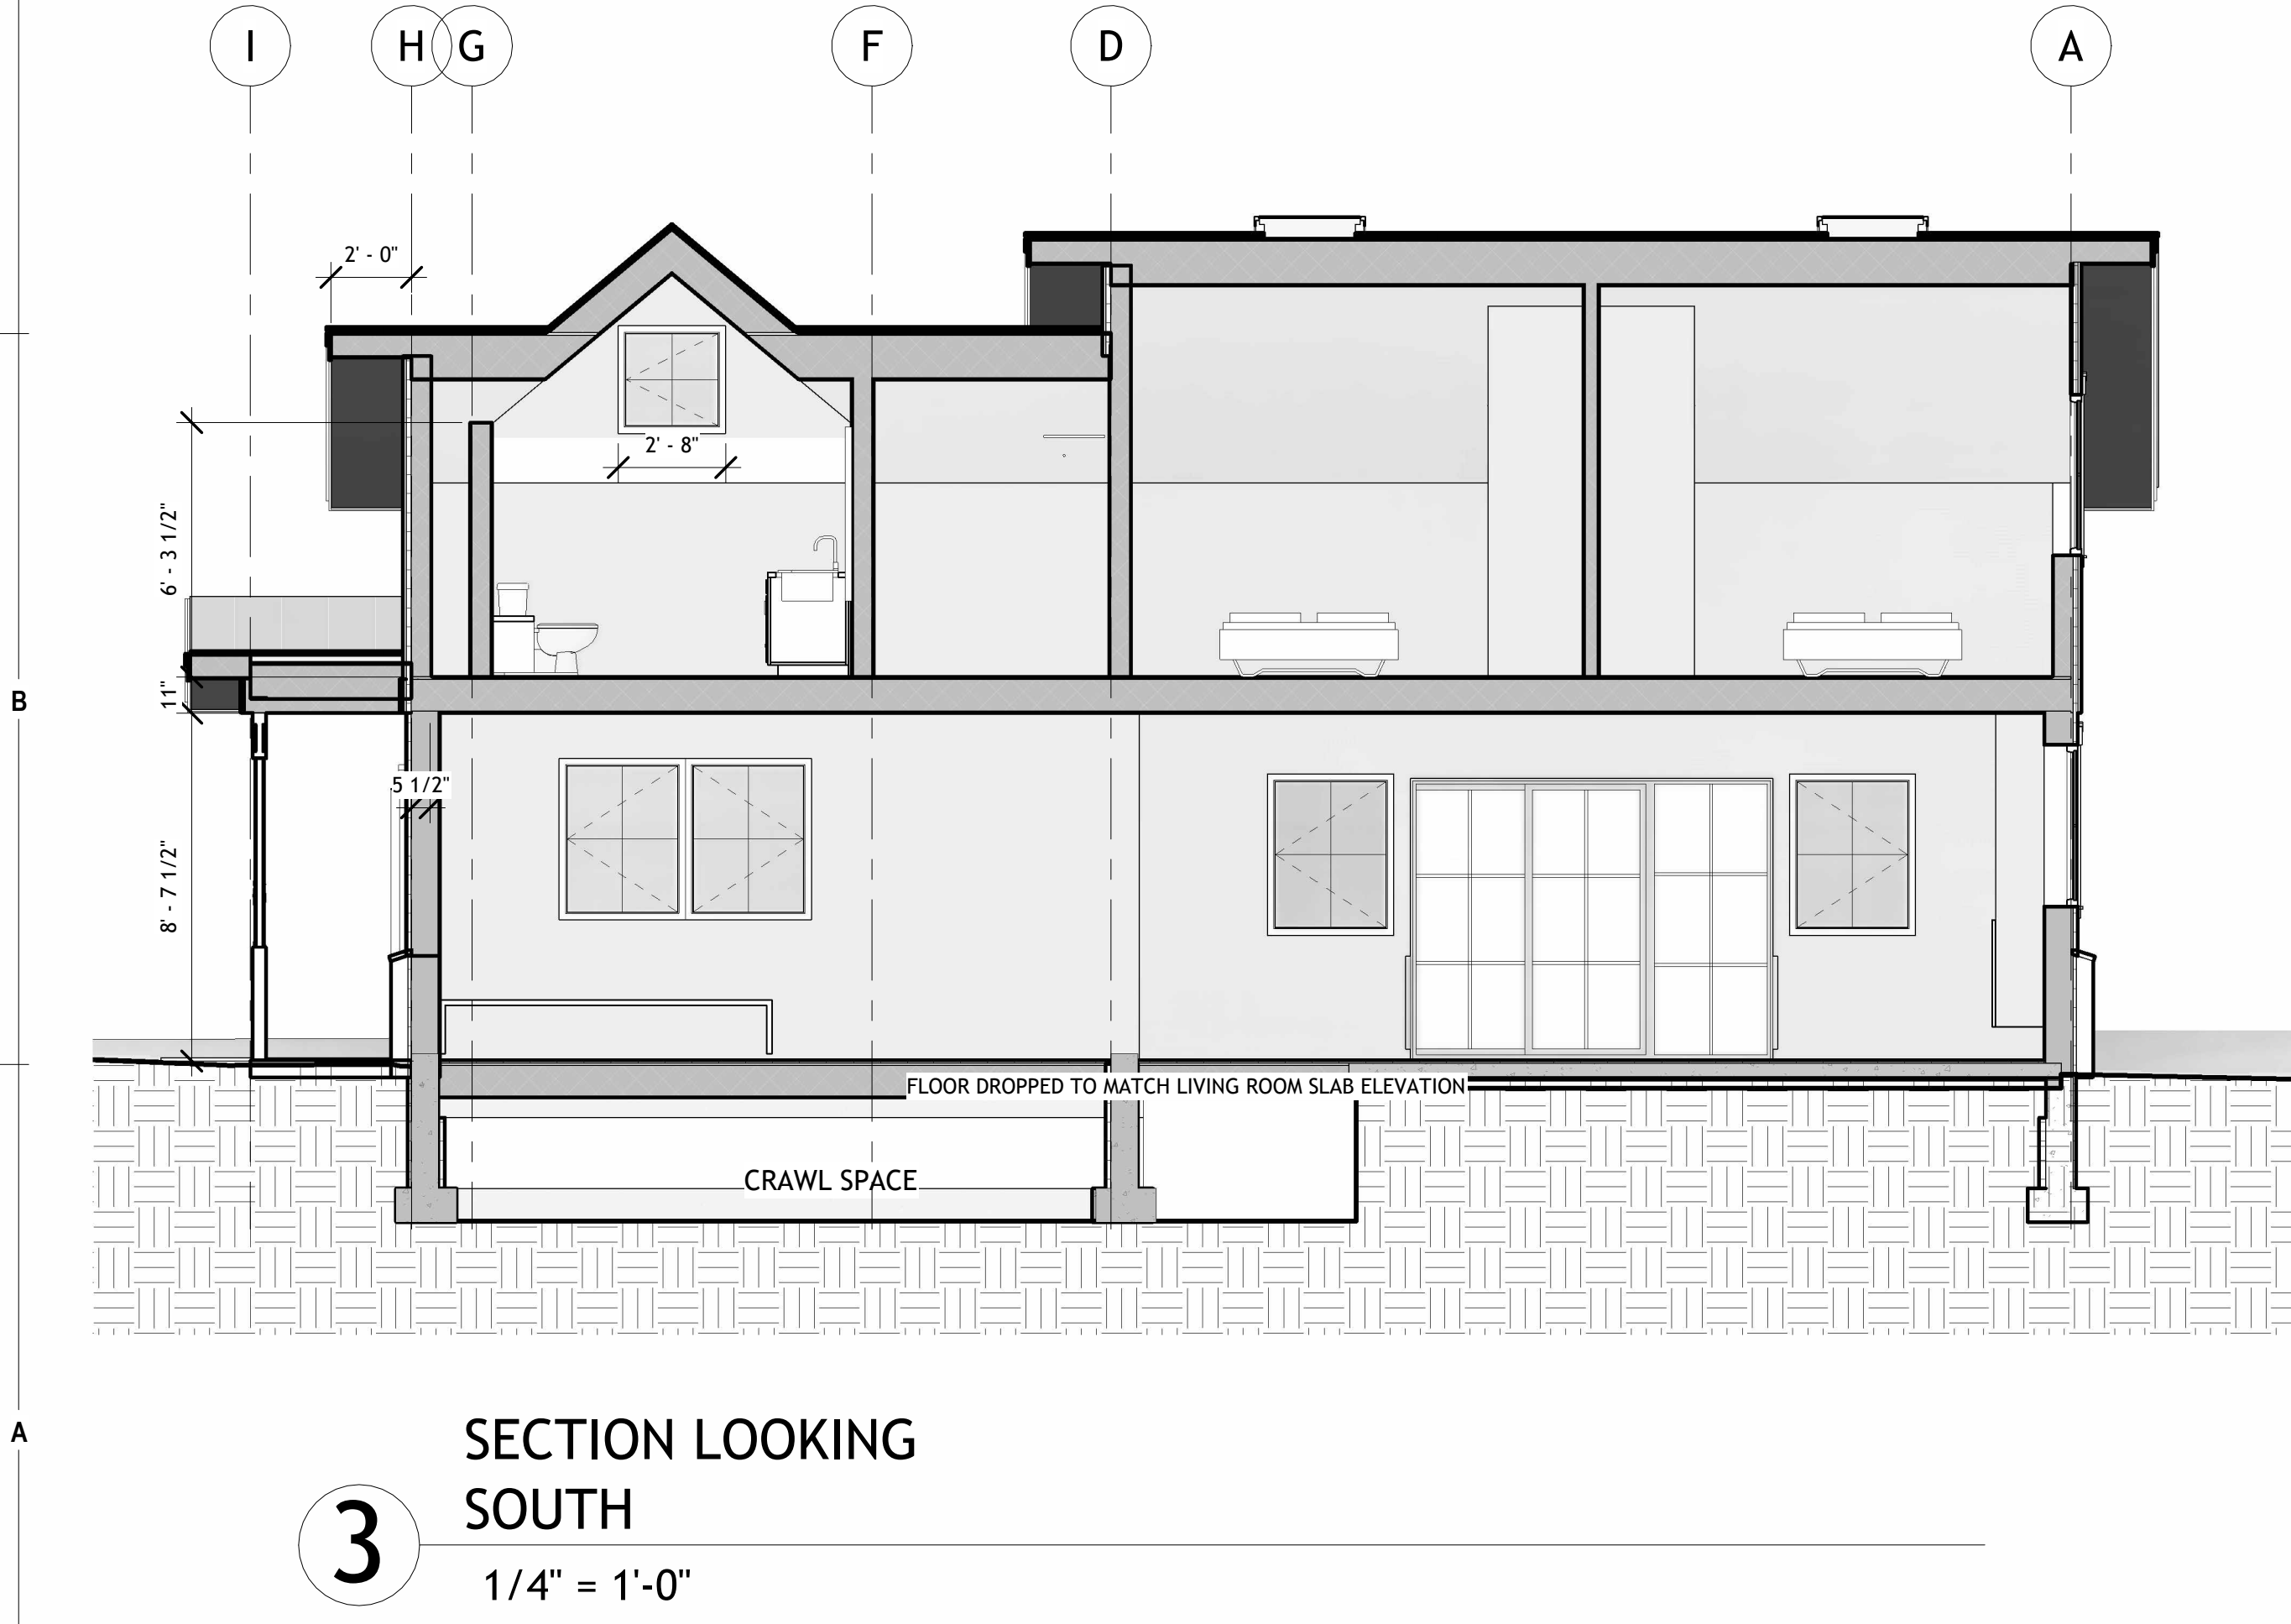 I
H
G
F
D
A
2' - 0"
2' - 8"
6' - 3 1/2"
11"
B
5 1/2"
8' - 7 1/2"
FLOOR DROPPED TO MATCH LIVING ROOM SLAB ELEVATION
CRAWL SPACE
A
SECTION LOOKING
SOUTH
3
1/4" = 1'-0"